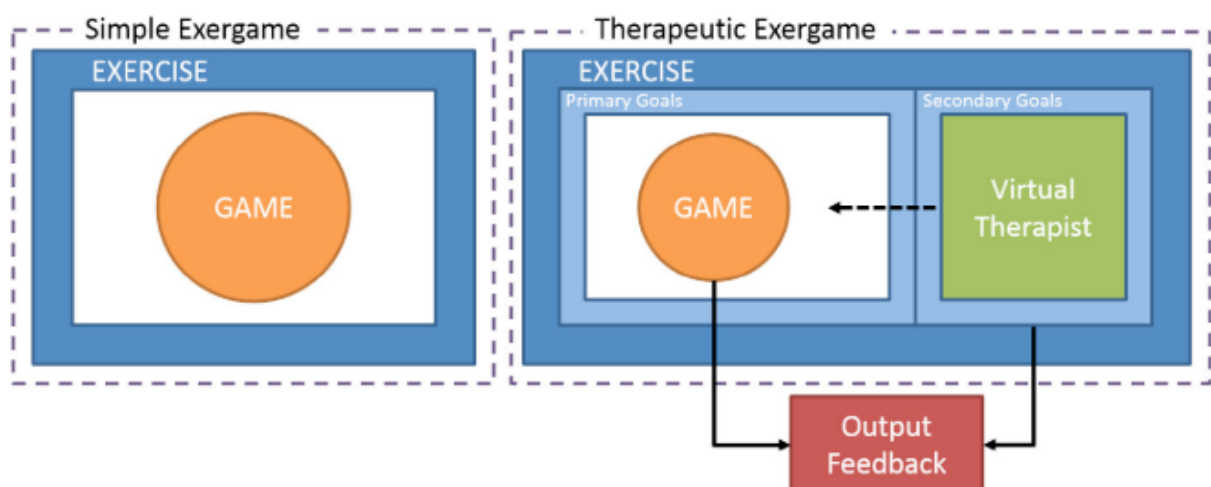 Simple Exergame
EXERCISE
GAME
Therapeutic Exergame
EXERCISE
Primary Goals
Secondary Goals
GAME
Virtual
Therapist
Output
Feedback